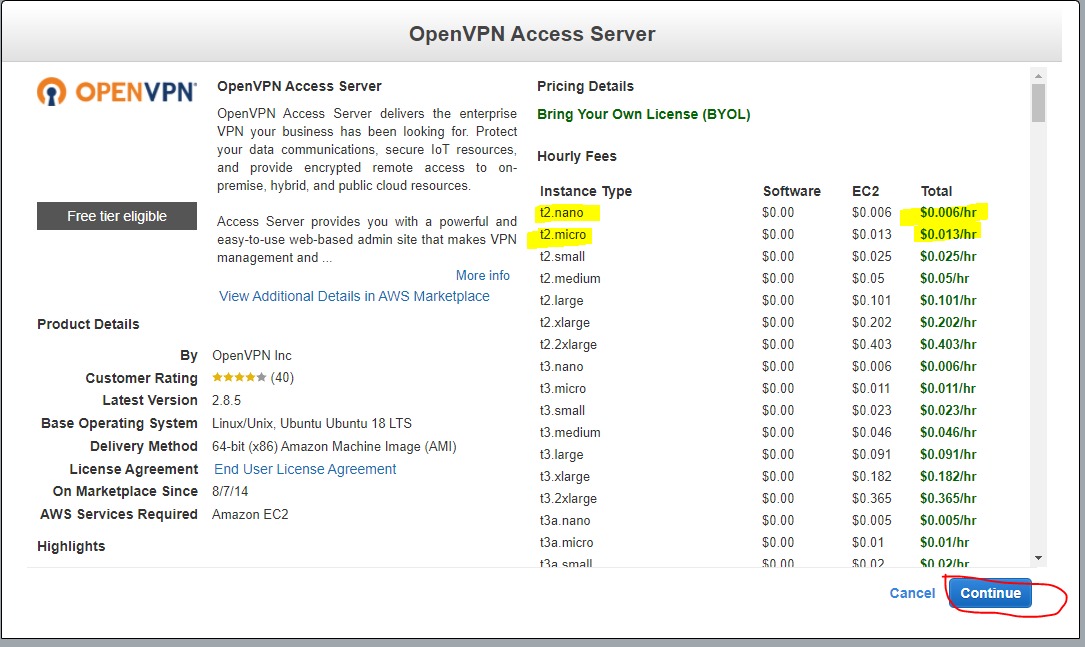 OpenVPN Access Server
OPENVPN
Free tier eligible
OpenVPN Access Server
OpenVPN Access Server delivers the enterprise
VPN your business has been looking for. Protect
your data communications, secure IoT resources,
and provide encrypted remote access to on-
premise, hybrid, and public cloud resources.
Access Server provides you with a powerful and
easy-to-use web-based admin site that makes VPN
management and ...
More info
View Additional Details in AWS Marketplace
Product Details
By OpenVPN Inc
Customer Rating (40)
Latest Version 2.8.5
Base Operating System Linux/Unix, Ubuntu Ubuntu 18 LTS
Delivery Method 64-bit (x86) Amazon Machine Image (AMI)
License Agreement End User License Agreement
On Marketplace Since 8/7/14
AWS Services Required Amazon EC2
Highlights
Pricing Details
Bring Your Own License (BYOL)
Hourly Fees
Instance Type Software EC2 Total
t2.nano $0.00 $0.006 $0.006/hr
t2.micro $0.00 $0.013 $0.013/hr
t2.small $0.00 $0.025 $0.025/hr
t2.medium $0.00 $0.05 $0.05/hr
t2.large $0.00 $0.101 $0.101/hr
t2.xlarge $0.00 $0.202 $0.202/hr
t2.2xlarge $0.00 $0.403 $0.403/hr
t3.nano $0.00 $0.006 $0.006/hr
t3.micro $0.00 $0.011 $0.011/hr
t3.small $0.00 $0.023 $0.023/hr
t3.medium $0.00 $0.046 $0.046/hr
t3.large $0.00 $0.091 $0.091/hr
t3.xlarge $0.00 $0.182 $0.182/hr
t3.2xlarge $0.00 $0.365 $0.365/hr
t3a.nano $0.00 $0.005 $0.005/hr
t3a.micro $0.00 $0.01 $0.01/hr
t3a.small $0.00 $0.02 $0.02/hr
Cancel Continue